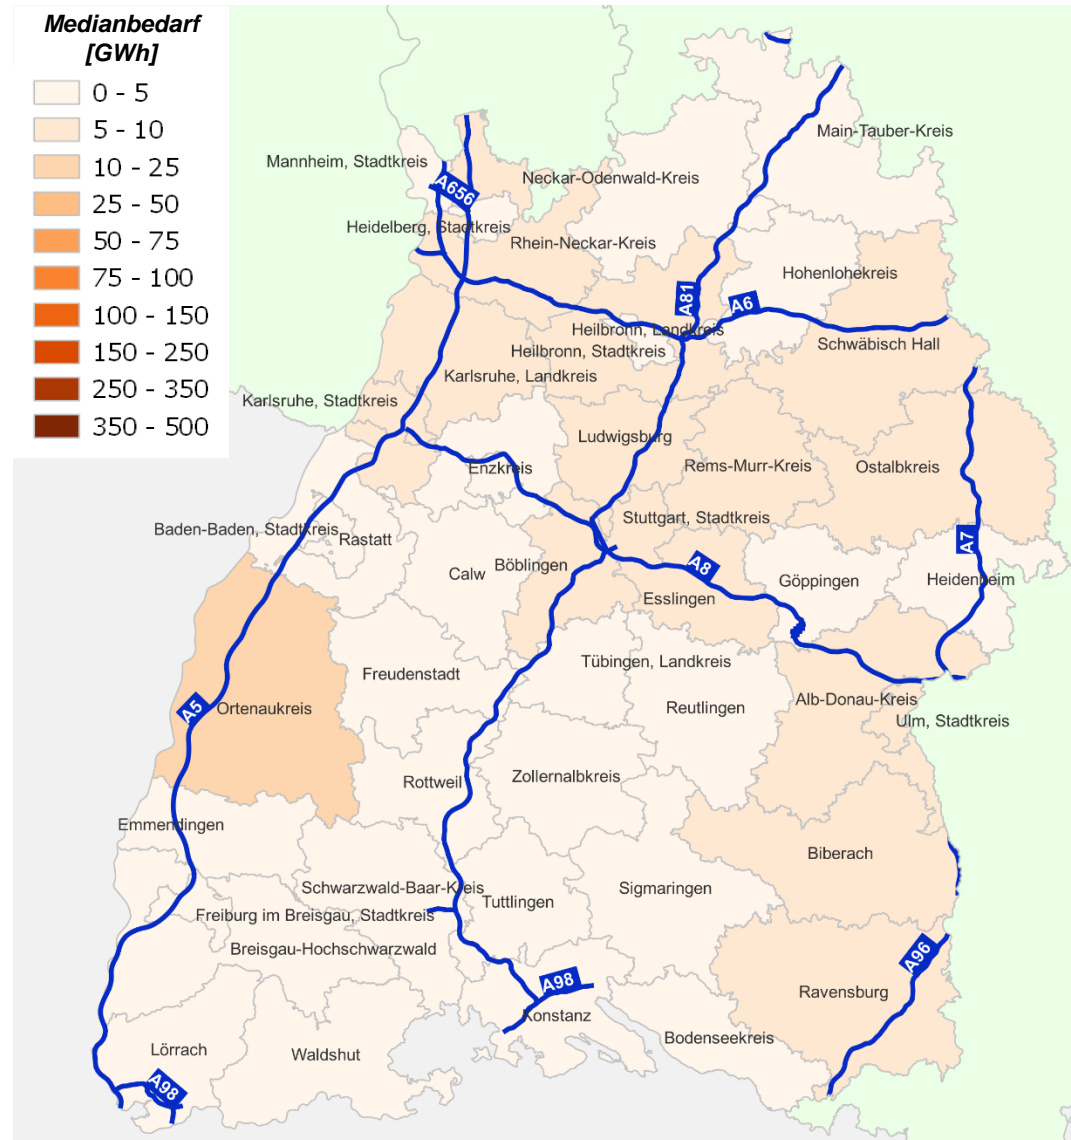 Medianbedarf
[GWh]
0 - 5
5 - 10
10 - 25
25 - 50
50 - 75
75 - 100
100 - 150
150 - 250
250 - 350
350 - 500
Main-Tauber-Kreis
Mannheim, Stadtkreis
Neckar-Odenwald-Kreis
A656
Heidelberg, Stadtkreis
Rhein-Neckar-Kreis
Hohenlohekreis
A81
A6
Heilbronn, Landkreis
Schwäbisch Hall
Heilbronn, Stadtkreis
Karlsruhe, Landkreis
Karlsruhe, Stadtkreis
Ludwigsburg
Enzkreis
Rems-Murr-Kreis
Ostalbkreis
Stuttgart, Stadtkreis
Baden-Baden, Stadtkreis
Rastatt
A7
Böblingen
A8
Calw
Göppingen
Heidenheim
Esslingen
Tübingen, Landkreis
Freudenstadt
Alb-Donau-Kreis
A5
Ortenaukreis
Reutlingen
Ulm, Stadtkreis
Zollernalbkreis
Rottweil
Emmendingen
Biberach
Schwarzwald-Baar-Kreis
Sigmaringen
Tuttlingen
Freiburg im Breisgau, Stadtkreis
Breisgau-Hochschwarzwald
A96
A98
Ravensburg
Konstanz
Bodenseekreis
Lörrach
Waldshut
A98